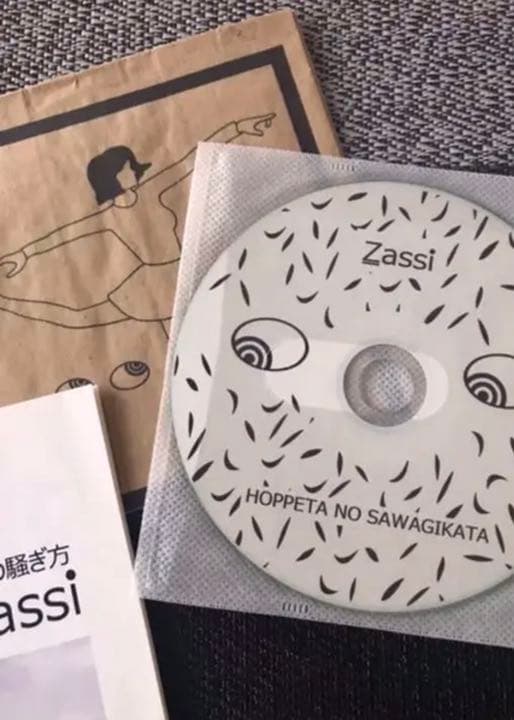 Zassi
HOPPETA NO SAWAGIKATA
の騒ぎ方
assi